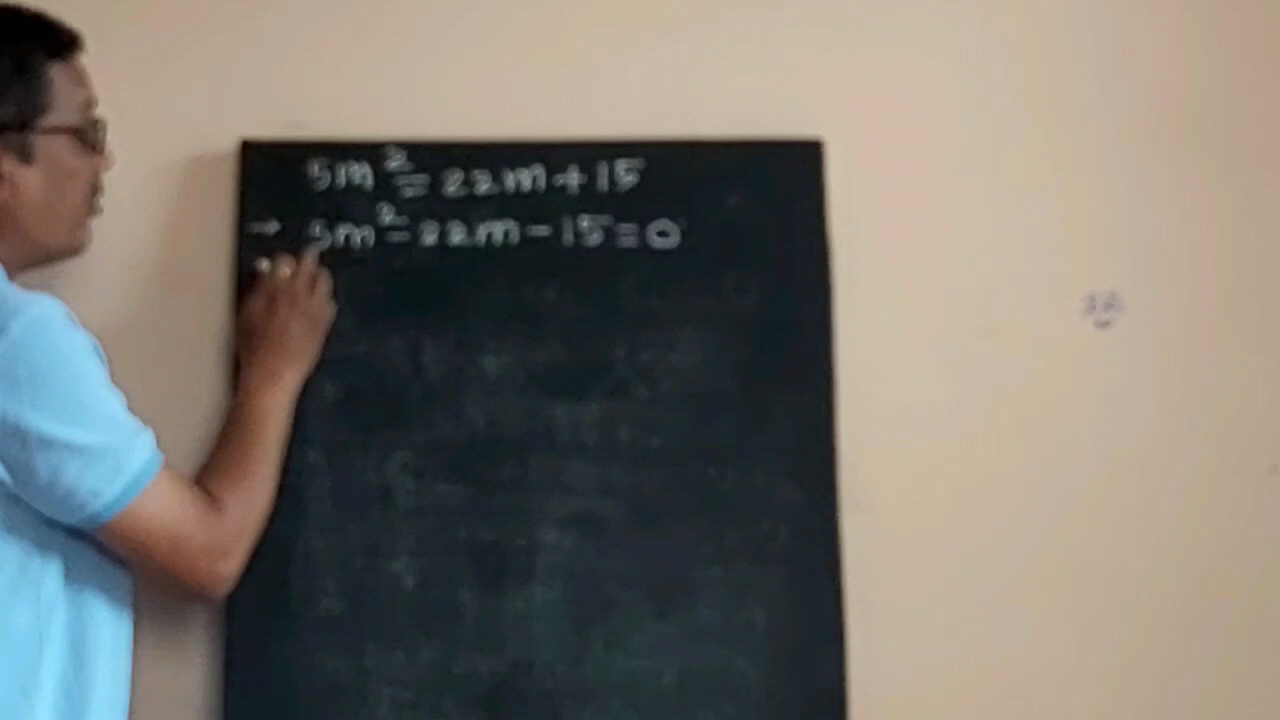 5m² = 22m + 15
→ 5m² - 22m - 15 = 0